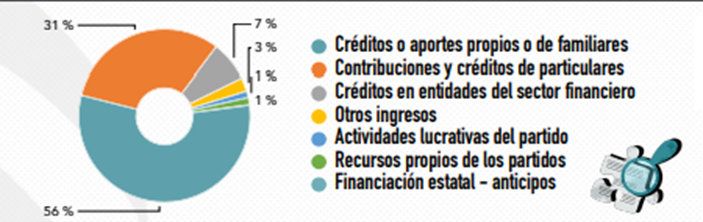 31 %
7 %
3 %
1 %
1 %
56 %
Créditos o aportes propios o de familiares
Contribuciones y créditos de particulares
Créditos en entidades del sector financiero
Otros ingresos
Actividades lucrativas del partido
Recursos propios de los partidos
Financiación estatal - anticipos